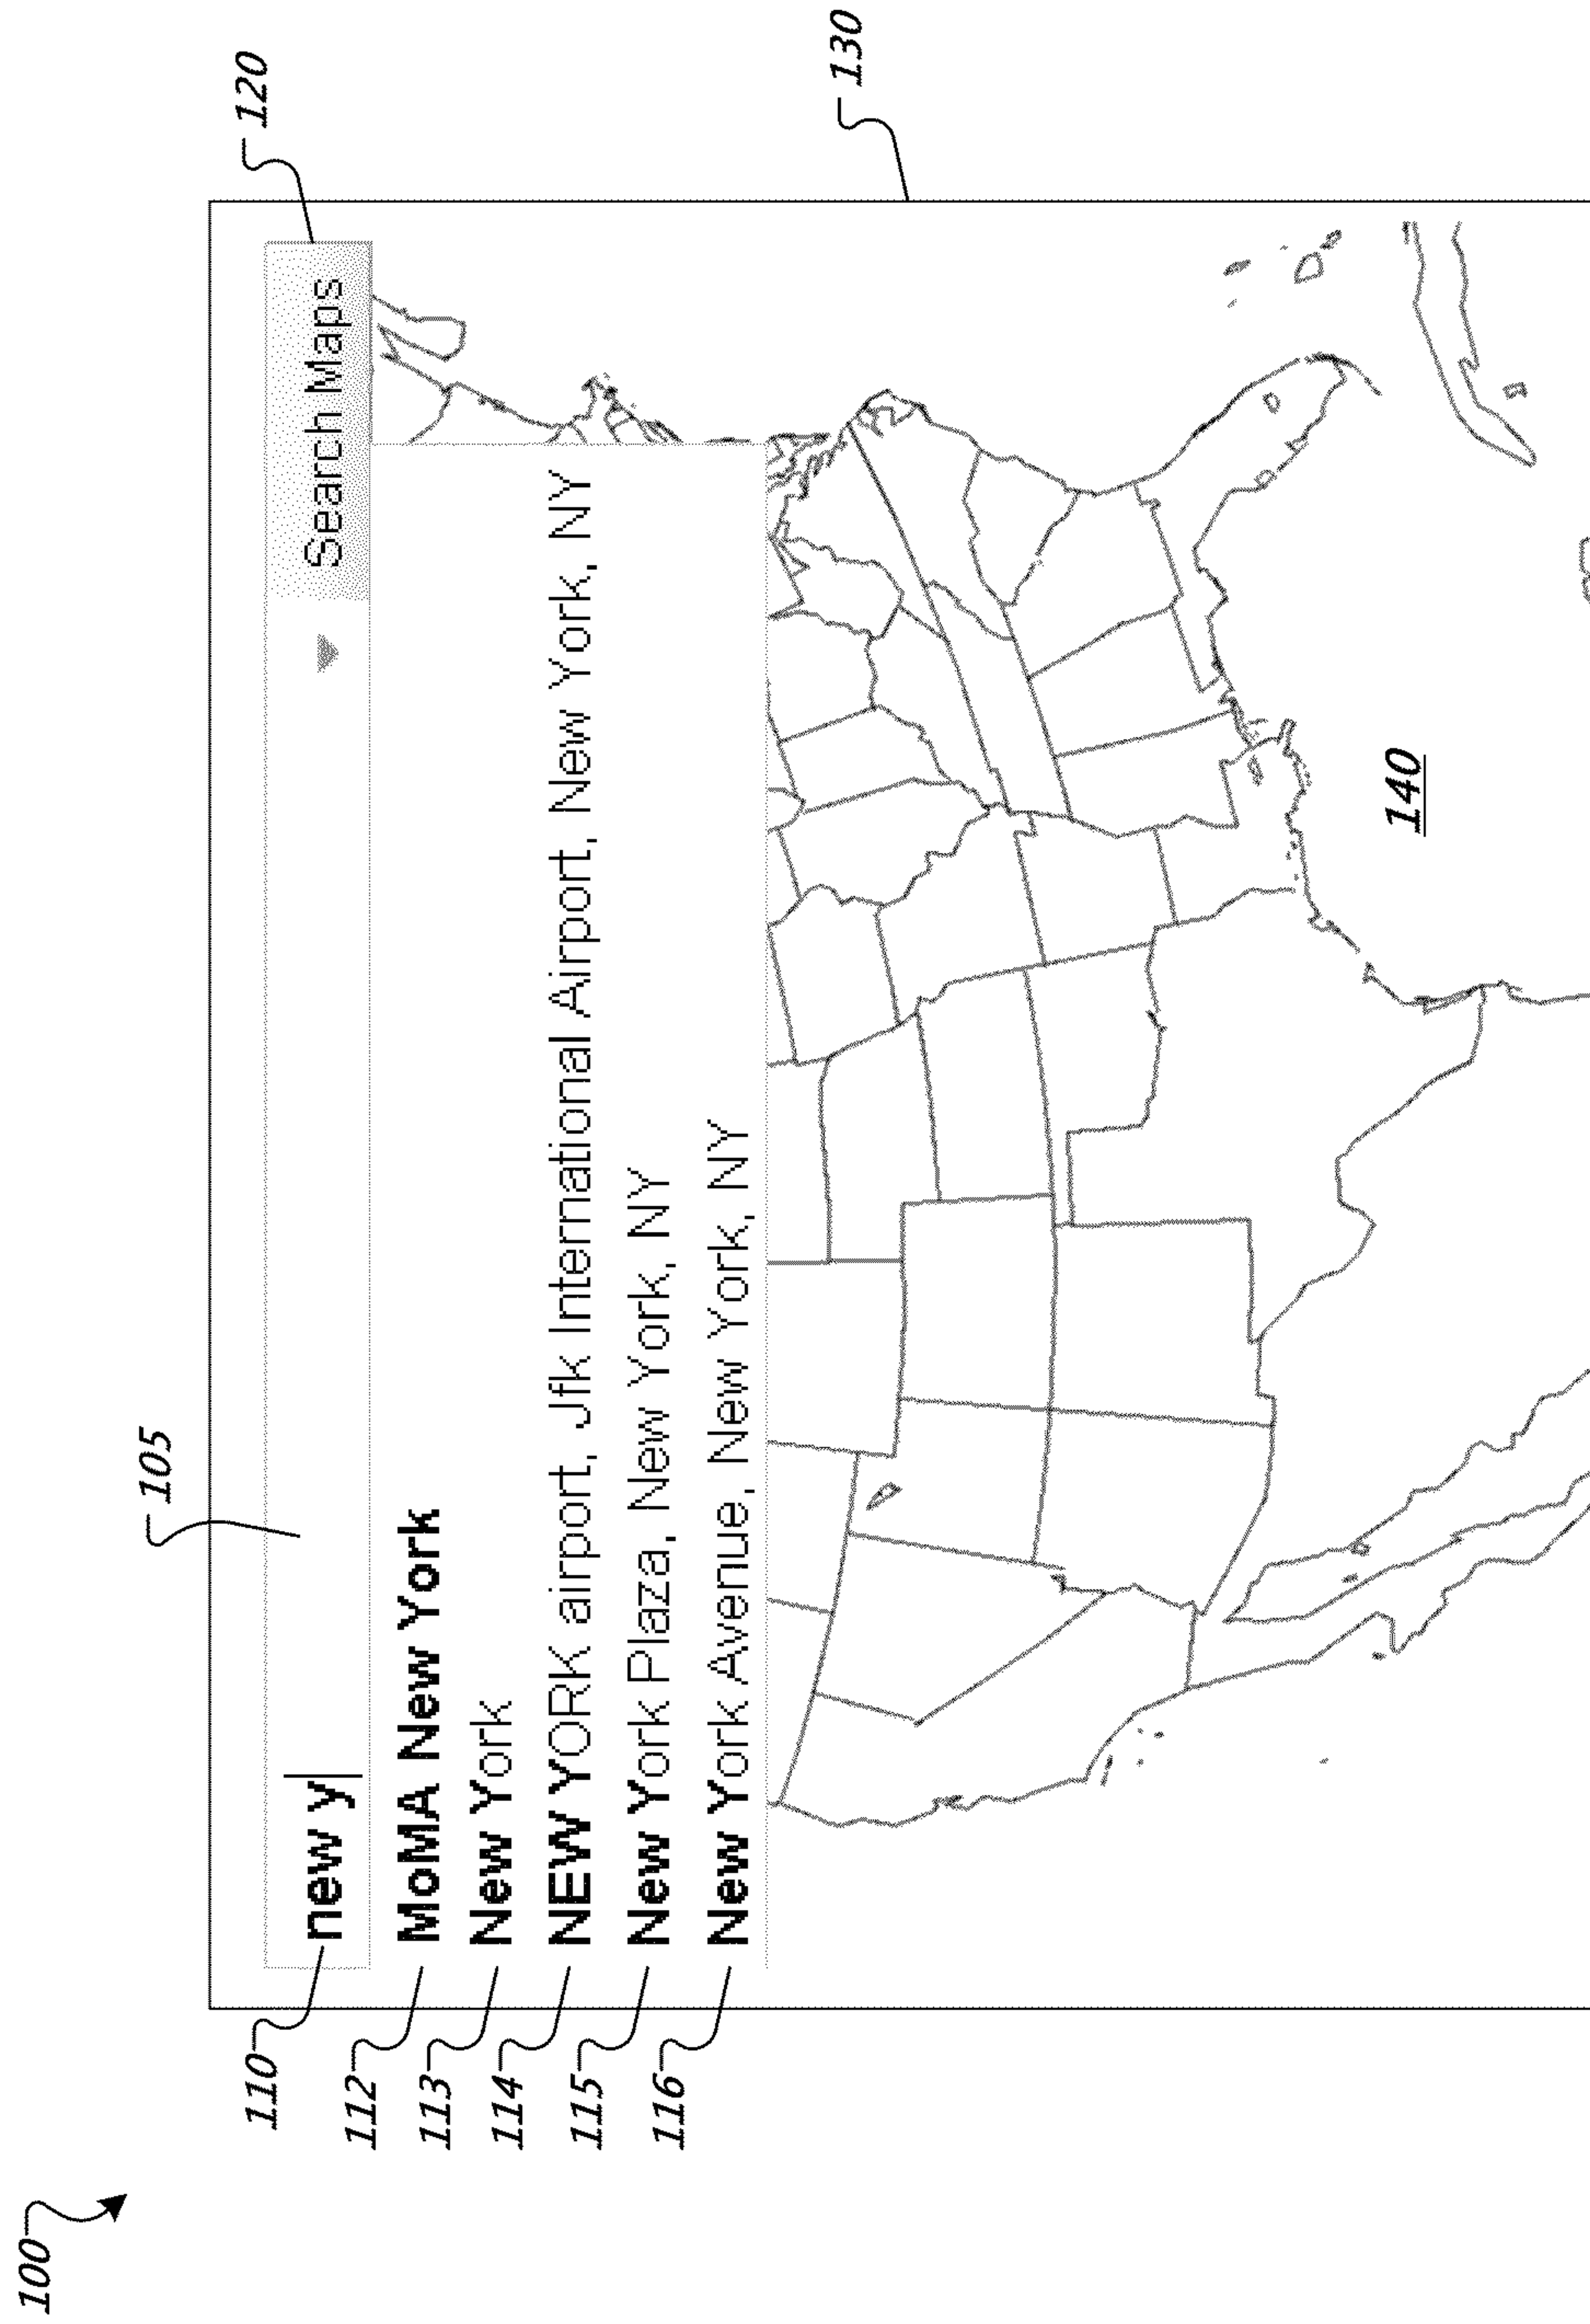 100
105
120
110 new y Search Maps
112 MoMA New York
113 New York
114 NEW YORK airport, Jfk International Airport, New York, NY
115 New York Plaza, New York, NY
116 New York Avenue, New York, NY
130
140